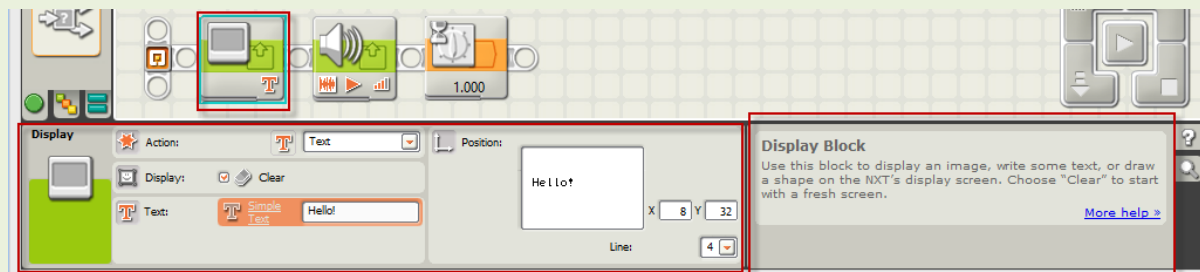 T
1.000
Display
Action:
T
Text
Display:
Clear
Text:
T
Simple
Text
Hello!
Position:
Hello!
X 8 Y 32
Line: 4
Display Block
Use this block to display an image, write some text, or draw
a shape on the NXT's display screen. Choose "Clear" to start
with a fresh screen.
More help »
?